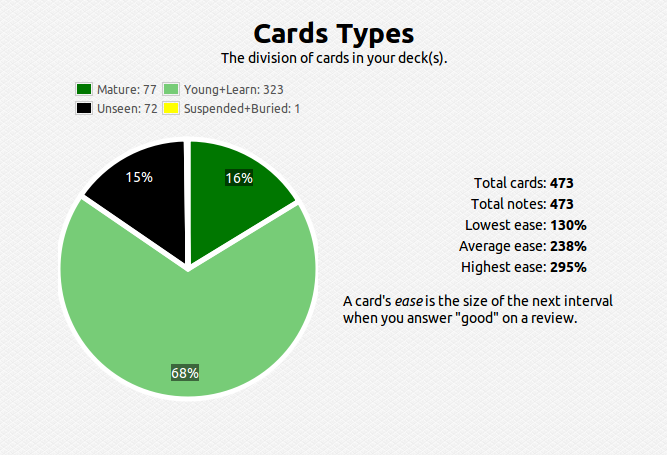 Cards Types
The division of cards in your deck(s).
Mature: 77 Young+Learn: 323
Unseen: 72 Suspended+Buried: 1
15%
16%
68%
Total cards: 473
Total notes: 473
Lowest ease: 130%
Average ease: 238%
Highest ease: 295%
A card's ease is the size of the next interval
when you answer "good" on a review.